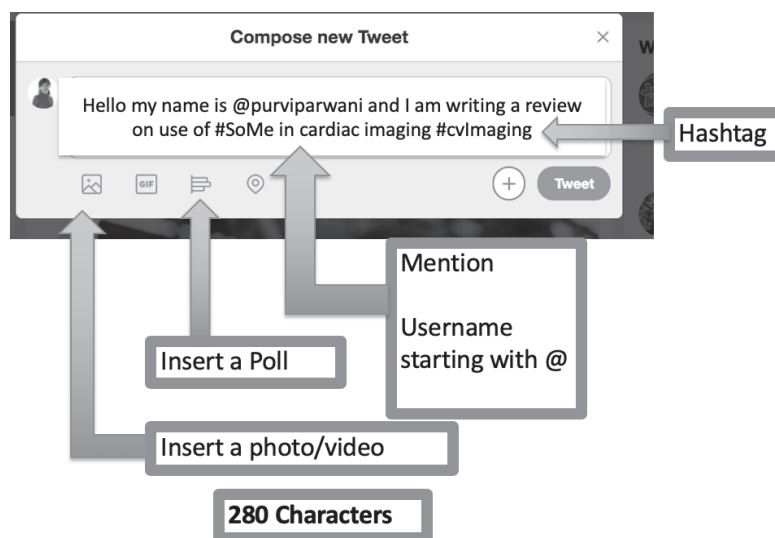 Compose new Tweet
W
Hello my name is @purviparwani and I am writing a review
on use of #SoMe in cardiac imaging #cvImaging
Hashtag
GIF
Tweet
Mention
Username
starting with @
Insert a Poll
Insert a photo/video
280 Characters